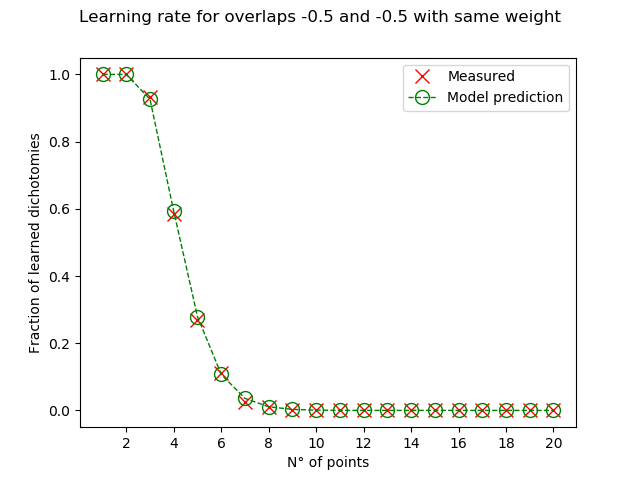 Learning rate for overlaps -0.5 and -0.5 with same weight
Measured
Model prediction
1.0
0.8
0.6
0.4
0.2
0.0
Fraction of learned dichotomies
2 4 6 8 10 12 14 16 18 20
N° of points